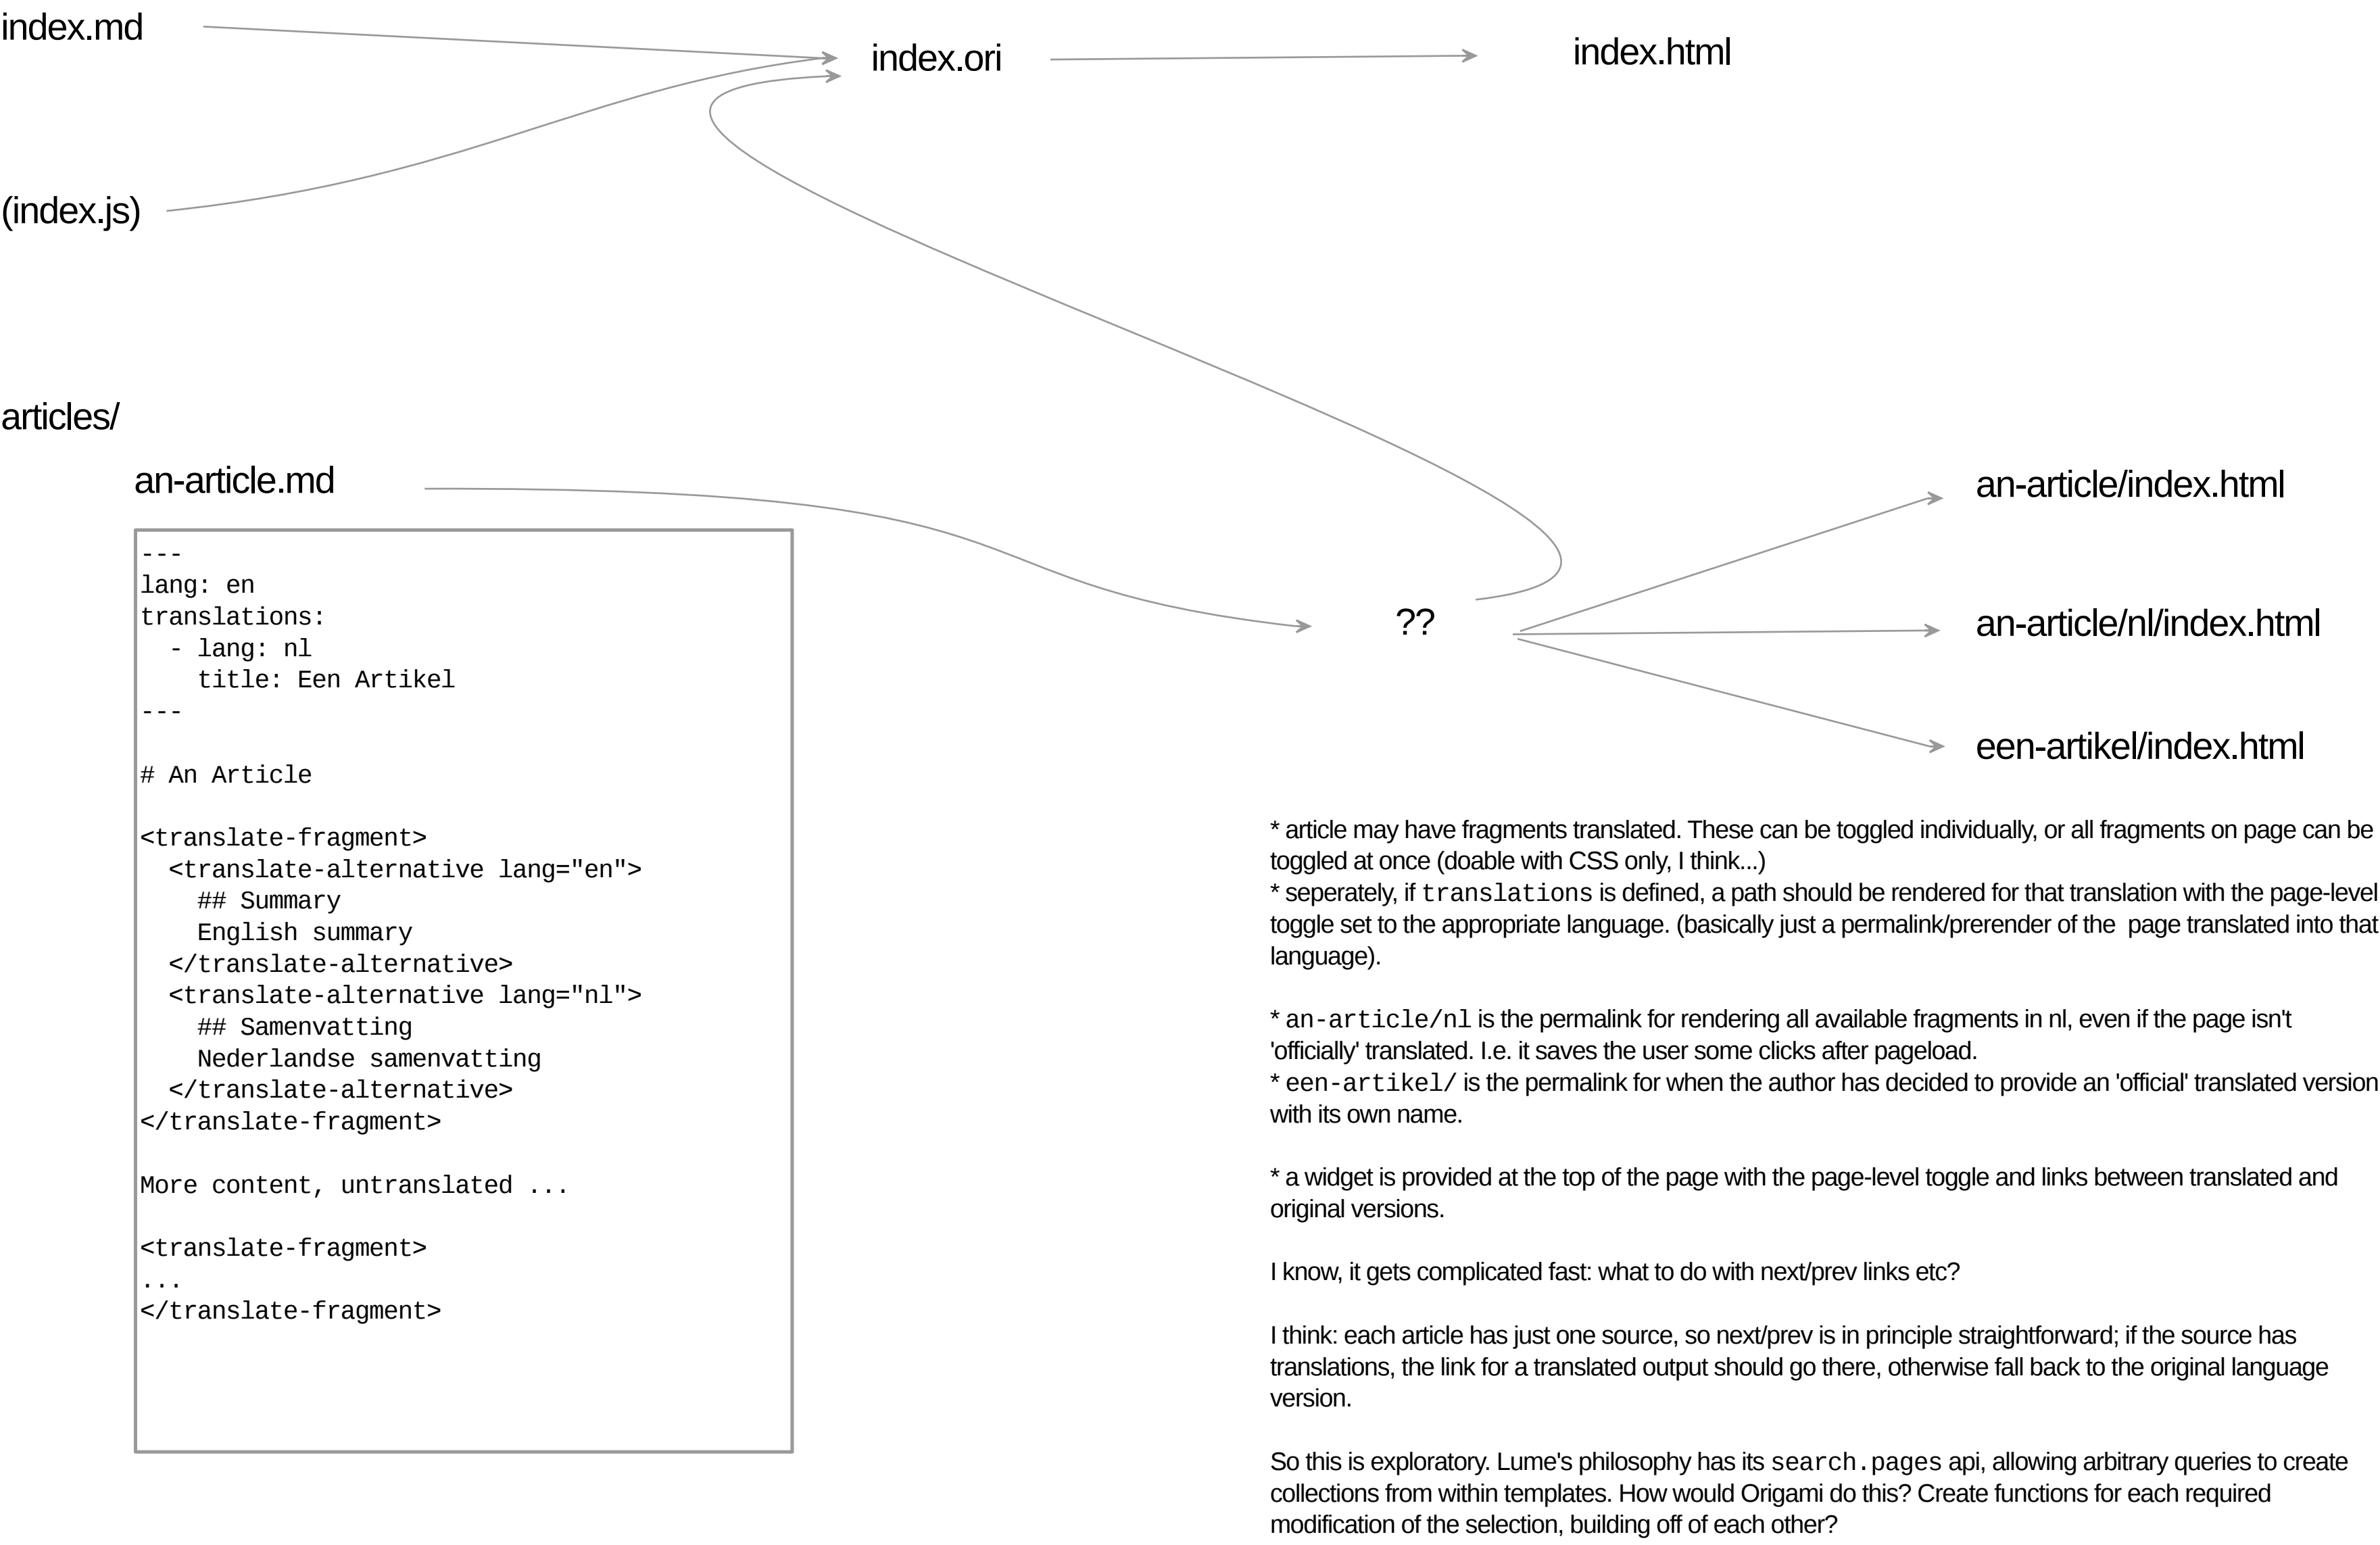 index.md
index.ori
index.html
(index.js)
articles/
an-article.md
---
lang: en
translations:
  - lang: nl
    title: Een Artikel
---

# An Article

<translate-fragment>
  <translate-alternative lang="en">
    ## Summary
    English summary
  </translate-alternative>
  <translate-alternative lang="nl">
    ## Samenvatting
    Nederlandse samenvatting
  </translate-alternative>
</translate-fragment>

More content, untranslated ...

<translate-fragment>
...
</translate-fragment>
??
an-article/index.html
an-article/nl/index.html
een-artikel/index.html
* article may have fragments translated. These can be toggled individually, or all fragments on page can be
toggled at once (doable with CSS only, I think...)
* seperately, if translations is defined, a path should be rendered for that translation with the page-level
toggle set to the appropriate language. (basically just a permalink/prerender of the  page translated into that
language).

* an-article/nl is the permalink for rendering all available fragments in nl, even if the page isn't
'officially' translated. I.e. it saves the user some clicks after pageload.
* een-artikel/ is the permalink for when the author has decided to provide an 'official' translated version
with its own name.

* a widget is provided at the top of the page with the page-level toggle and links between translated and
original versions.

I know, it gets complicated fast: what to do with next/prev links etc?

I think: each article has just one source, so next/prev is in principle straightforward; if the source has
translations, the link for a translated output should go there, otherwise fall back to the original language
version.

So this is exploratory. Lume's philosophy has its search.pages api, allowing arbitrary queries to create
collections from within templates. How would Origami do this? Create functions for each required
modification of the selection, building off of each other?